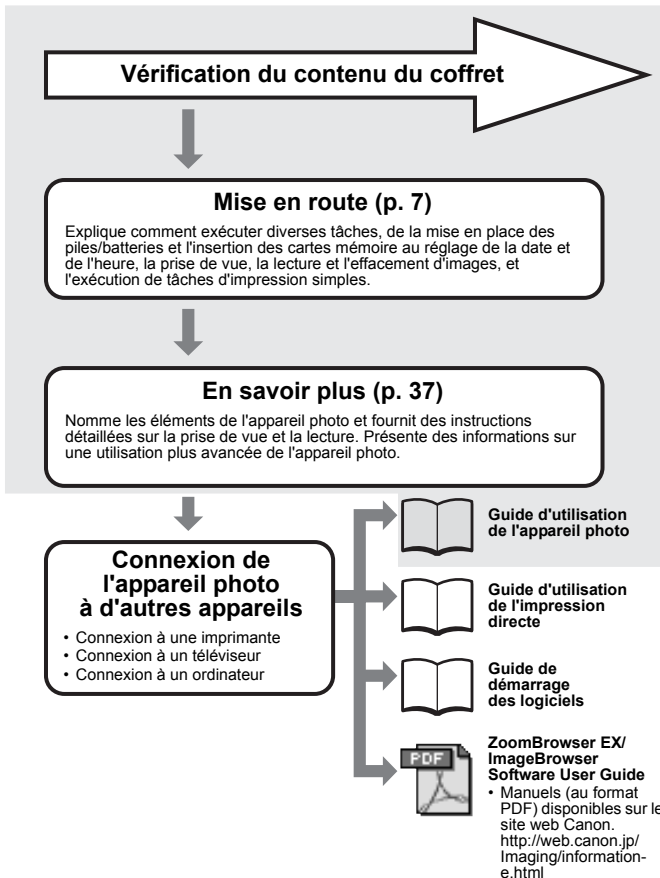 Vérification du contenu du coffret
Mise en route (p. 7)
Explique comment exécuter diverses tâches, de la mise en place des
piles/batteries et l'insertion des cartes mémoire au réglage de la date et
de l'heure, la prise de vue, la lecture et l'effacement d'images, et
l'exécution de tâches d'impression simples.
En savoir plus (p. 37)
Nomme les éléments de l'appareil photo et fournit des instructions
détaillées sur la prise de vue et la lecture. Présente des informations sur
une utilisation plus avancée de l'appareil photo.
Connexion de
l'appareil photo
à d'autres appareils
• Connexion à une imprimante
• Connexion à un téléviseur
• Connexion à un ordinateur
Guide d'utilisation
de l'appareil photo
Guide d'utilisation
de l'impression
directe
Guide de
démarrage
des logiciels
PDF
ZoomBrowser EX/
ImageBrowser
Software User Guide
• Manuels (au format
PDF) disponibles sur le
site web Canon.
http://web.canon.jp/
Imaging/information-
e.html